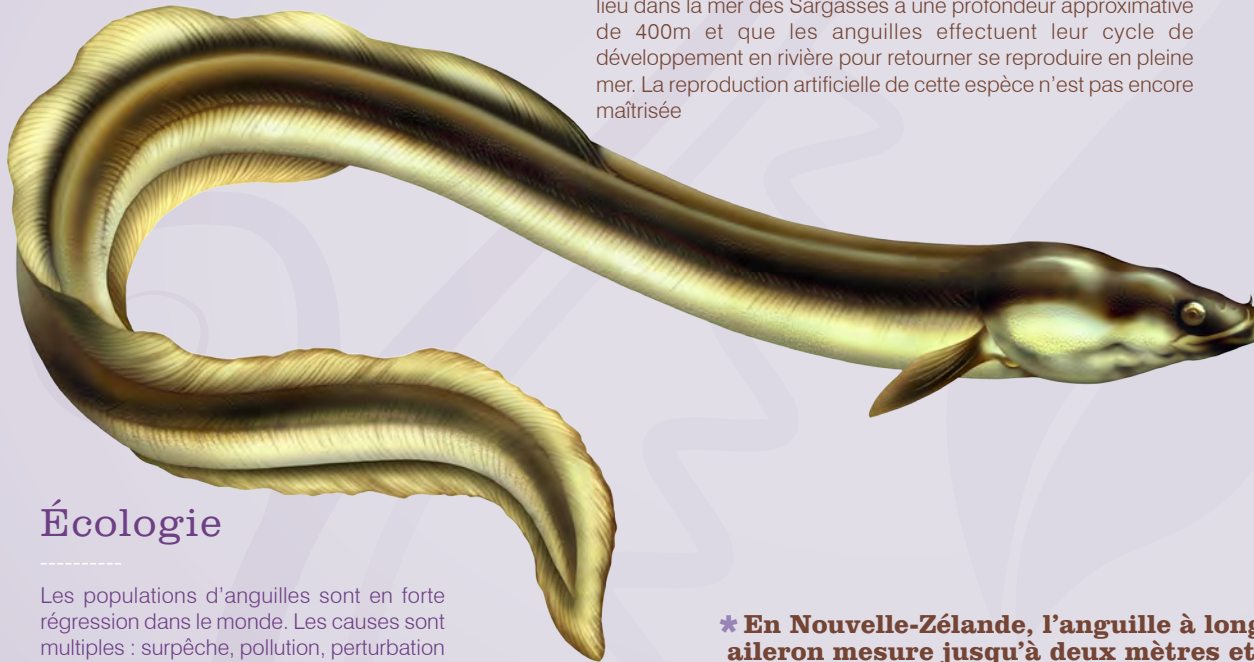 lieu dans la mer des Sargasses à une profondeur approximative
de 400m et que les anguilles effectuent leur cycle de
développement en rivière pour retourner se reproduire en pleine
mer. La reproduction artificielle de cette espèce n’est pas encore
maîtrisée
Écologie
----------
Les populations d’anguilles sont en forte
régression dans le monde. Les causes sont
multiples : surpêche, pollution, perturbation
* En Nouvelle-Zélande, l’anguille à long
aileron mesure jusqu’à deux mètres et